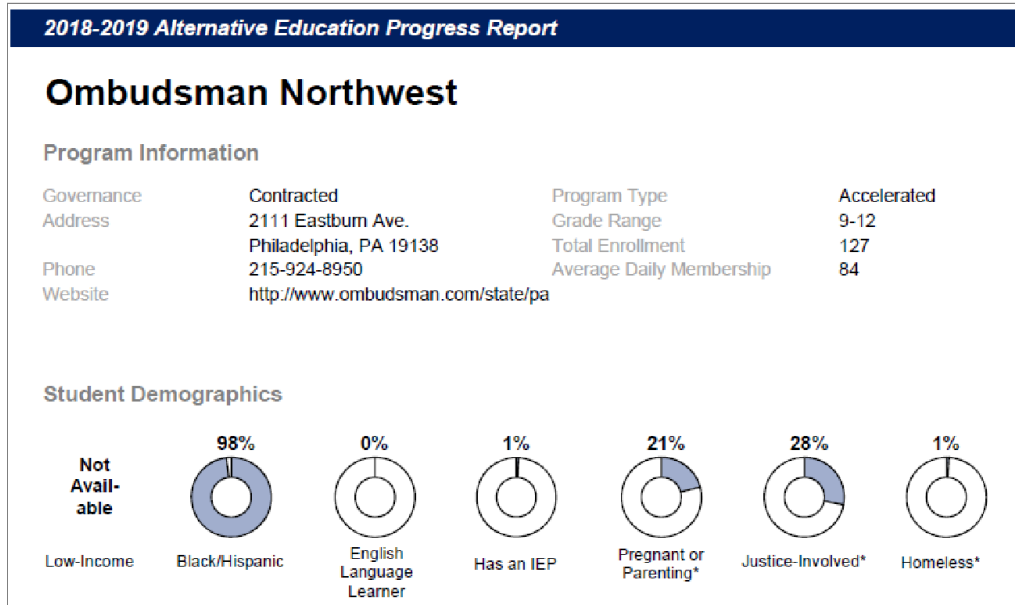 2018-2019 Alternative Education Progress Report
Ombudsman Northwest
Program Information
Governance Contracted Program Type Accelerated
Address 2111 Eastburn Ave. Grade Range 9-12
Philadelphia, PA 19138 Total Enrollment 127
Phone 215-924-8950 Average Daily Membership 84
Website http://www.ombudsman.com/state/pa
Student Demographics
98% 0% 1% 21% 28% 1%
Not
Avail-
able
Low-Income Black/Hispanic English Has an IEP Pregnant or Justice-Involved* Homeless*
Language Parenting*
Learner